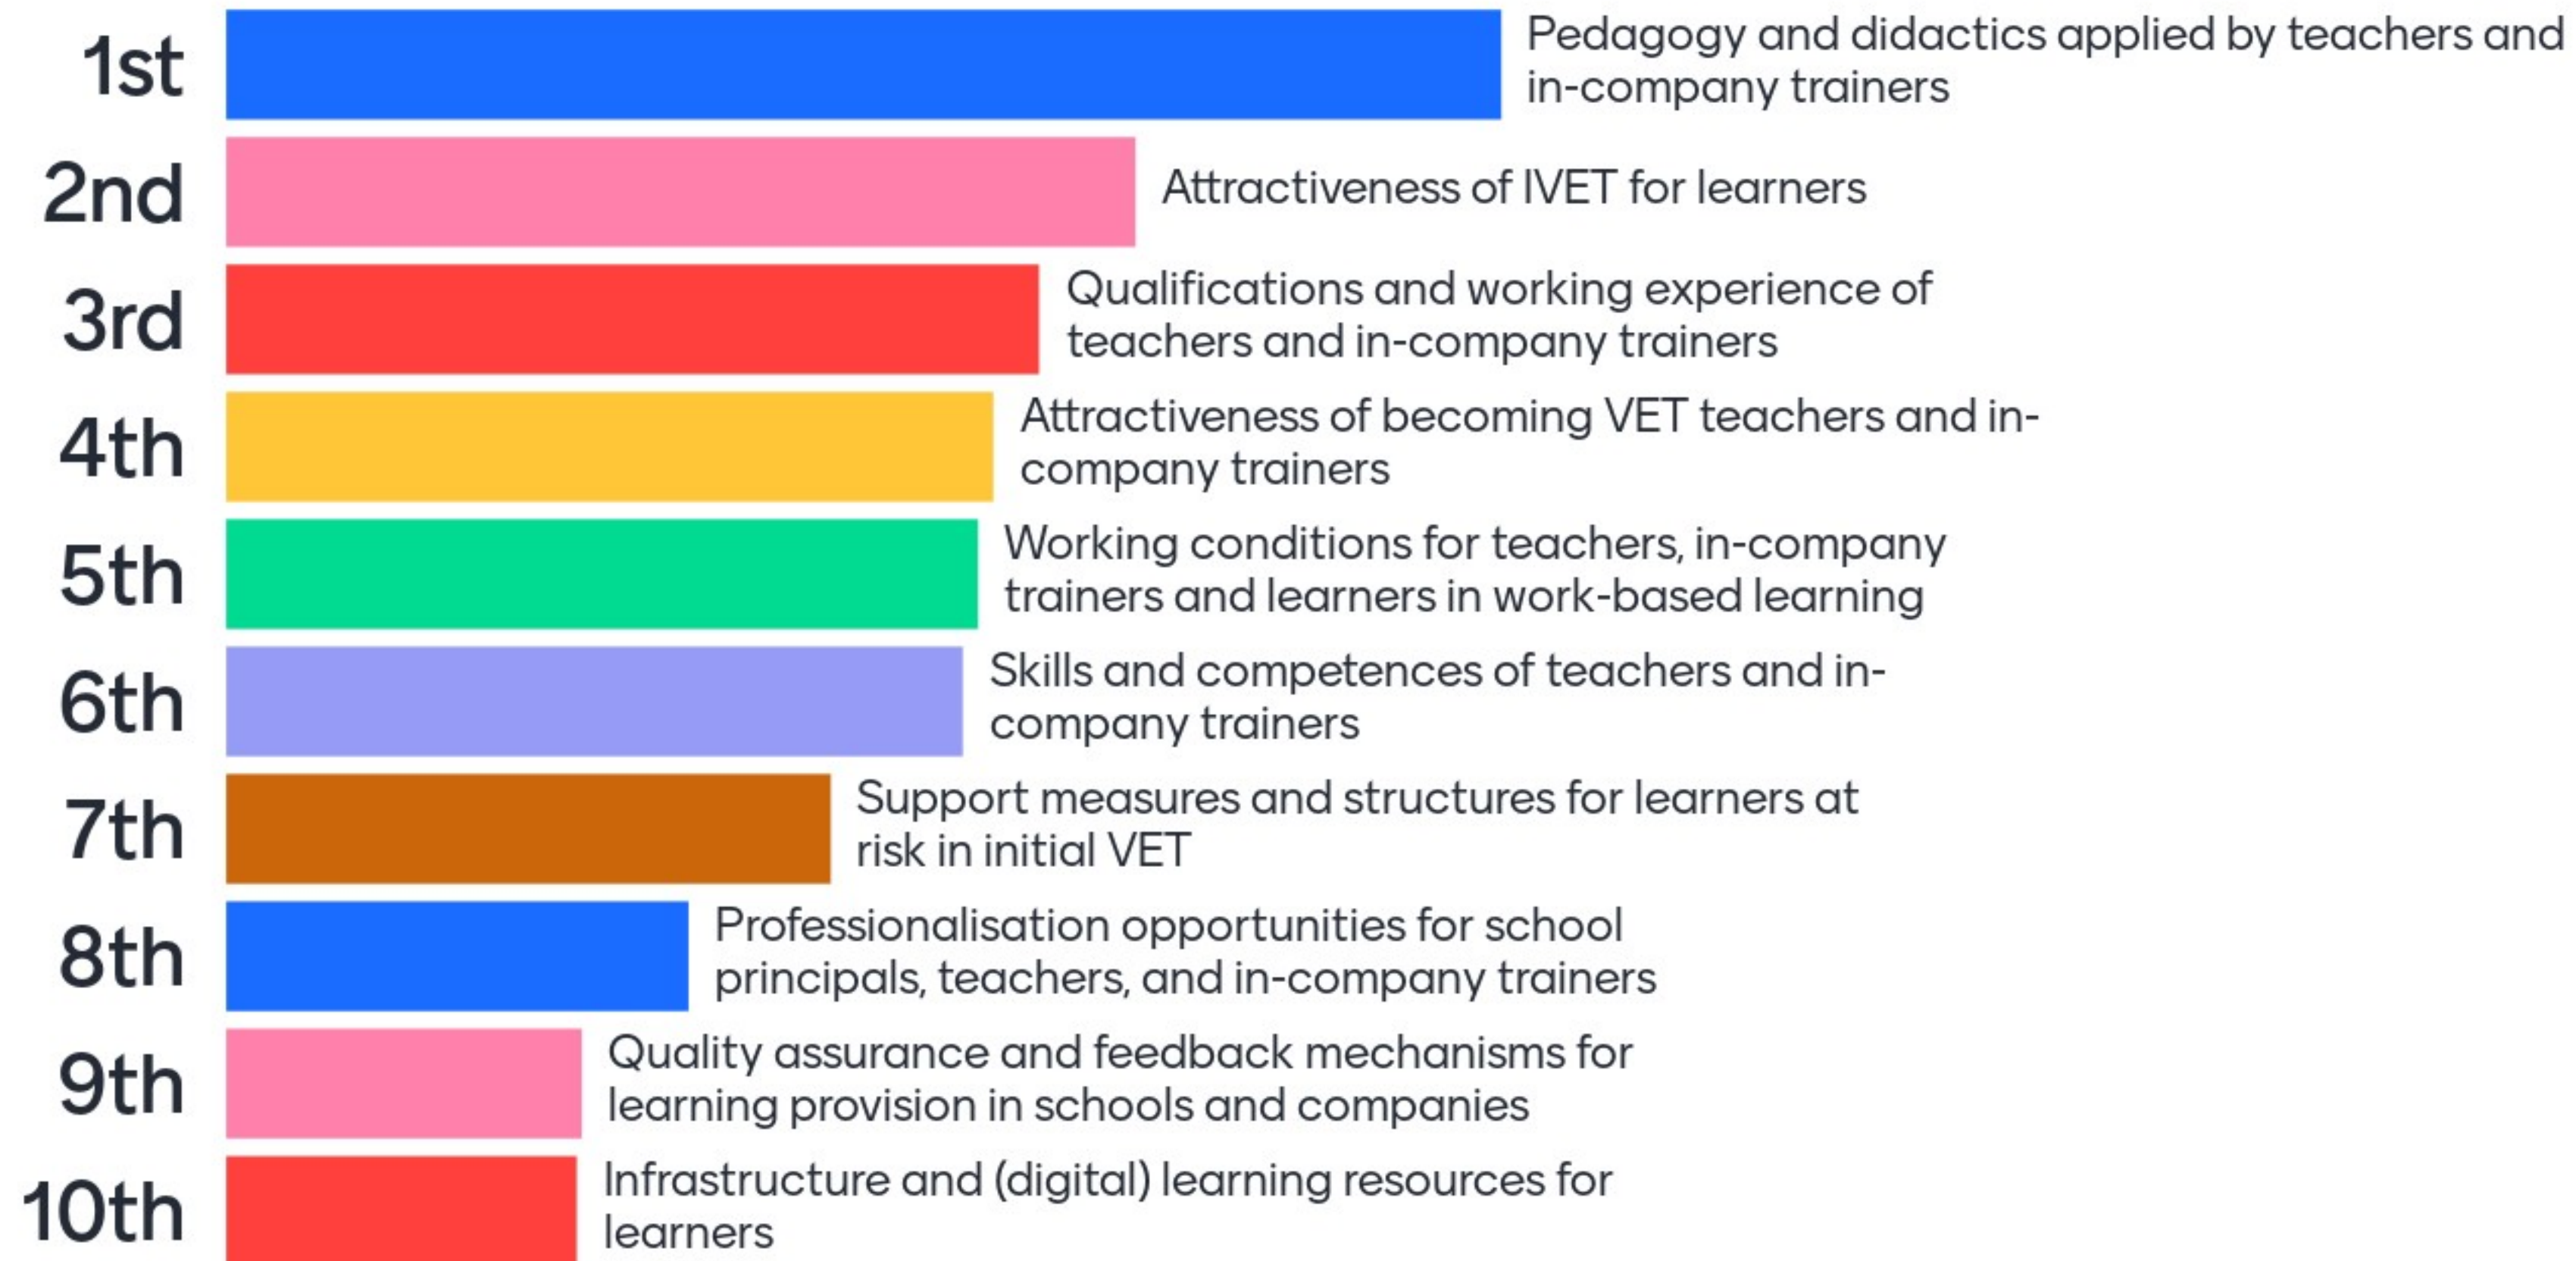 1st
Pedagogy and didactics applied by teachers and
in-company trainers
2nd
Attractiveness of IVET for learners
3rd
Qualifications and working experience of
teachers and in-company trainers
4th
Attractiveness of becoming VET teachers and in-
company trainers
5th
Working conditions for teachers, in-company
trainers and learners in work-based learning
6th
Skills and competences of teachers and in-
company trainers
7th
Support measures and structures for learners at
risk in initial VET
8th
Professionalisation opportunities for school
principals, teachers, and in-company trainers
9th
Quality assurance and feedback mechanisms for
learning provision in schools and companies
10th
Infrastructure and (digital) learning resources for
learners